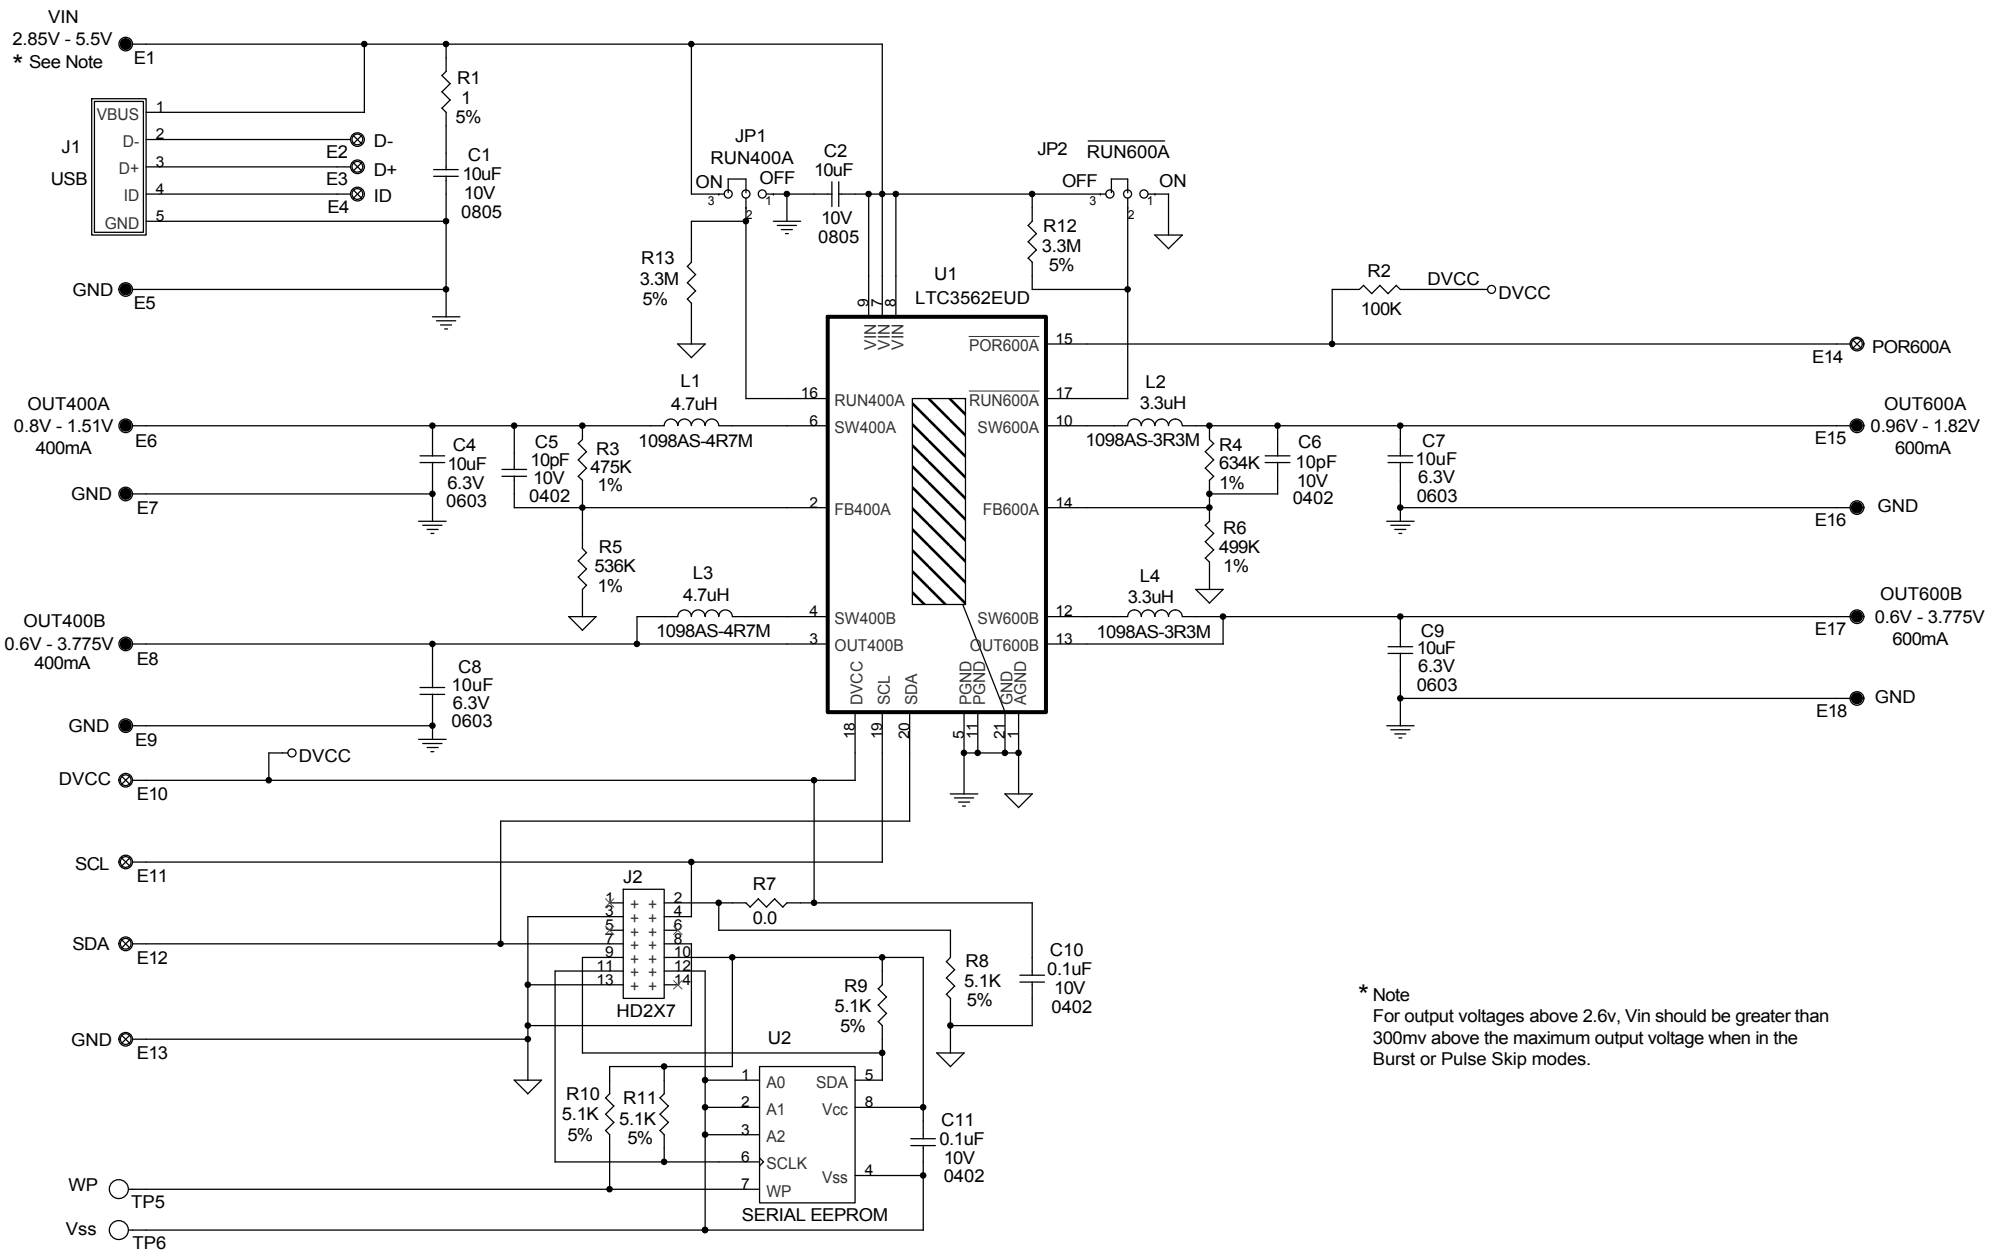 VIN
2.85V - 5.5V
* See Note
E1
J1
USB
VBUS 1
D- 2
D+ 3
ID 4
GND 5
E2 D-
E3 D+
E4 ID
R1
1
5%
C1
10uF
10V
0805
GND
E5
JP1
RUN400A
ON OFF
3 2 1
C2
10uF
10V
0805
JP2 RUN600A
OFF ON
3 2 1
R13
3.3M
5%
R12
3.3M
5%
U1
LTC3562EUD
9 7 8
VIN VIN VIN
POR600A 15
R2
100K
DVCC
DVCC
E14 POR600A
16 RUN400A
RUN600A 17
6 SW400A
SW600A 10
2 FB400A
FB600A 14
4 SW400B
SW600B 12
3 OUT400B
OUT600B 13
DVCC SCL SDA PGND PGND GND AGND
18 19 20 5 11 21 1
OUT400A
0.8V - 1.51V
400mA
E6
GND
E7
C4
10uF
6.3V
0603
C5
10pF
10V
0402
R3
475K
1%
L1
4.7uH
1098AS-4R7M
R5
536K
1%
L2
3.3uH
1098AS-3R3M
R4
634K
1%
C6
10pF
10V
0402
C7
10uF
6.3V
0603
OUT600A
0.96V - 1.82V
600mA
E15
GND
E16
R6
499K
1%
L3
4.7uH
1098AS-4R7M
OUT400B
0.6V - 3.775V
400mA
E8
C8
10uF
6.3V
0603
GND
E9
L4
3.3uH
1098AS-3R3M
C9
10uF
6.3V
0603
OUT600B
0.6V - 3.775V
600mA
E17
GND
E18
DVCC
DVCC
E10
SCL
E11
SDA
E12
GND
E13
J2
1 2
3 4
5 6
7 8
9 10
11 12
13 14
HD2X7
R7
0.0
R8
5.1K
5%
C10
0.1uF
10V
0402
R9
5.1K
5%
U2
R10
5.1K
5%
R11
5.1K
5%
1 A0
2 A1
3 A2
6 SCLK
7 WP
SDA 5
Vcc 8
Vss 4
SERIAL EEPROM
C11
0.1uF
10V
0402
WP
TP5
Vss
TP6
* Note
For output voltages above 2.6v, Vin should be greater than
300mv above the maximum output voltage when in the
Burst or Pulse Skip modes.